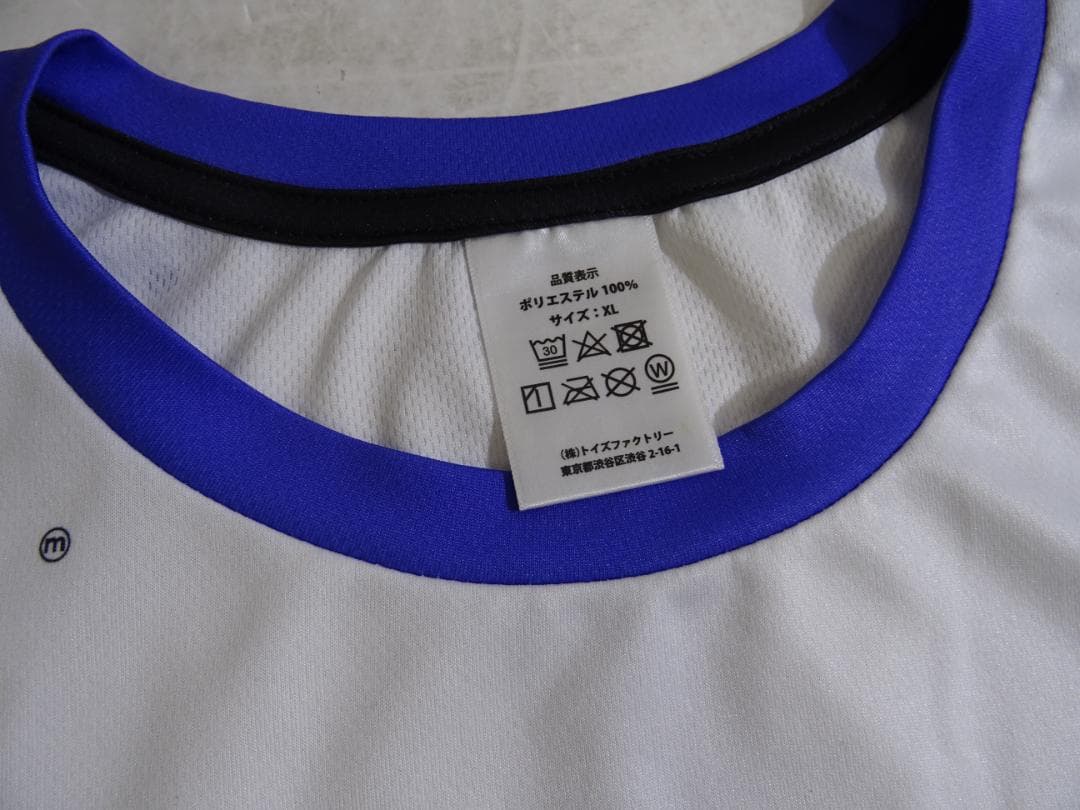 品質表示
ポリエステル 100%
サイズ：XL
30
W
(株)トイズファクトリー
東京都渋谷区渋谷 2-16-1
m